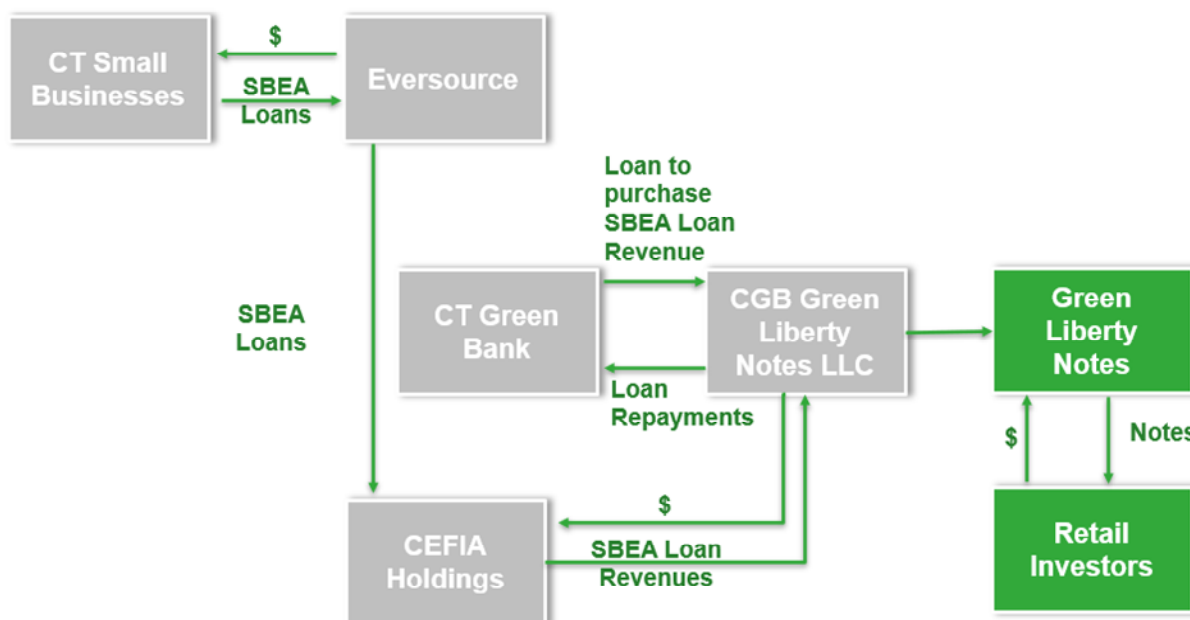 CT Small
Businesses
$
SBEA
Loans
Eversource
Loan to
purchase
SBEA Loan
Revenue
SBEA
Loans
CT Green
Bank
CGB Green
Liberty
Notes LLC
Green
Liberty
Notes
Loan
Repayments
$
Notes
$
SBEA Loan
Revenues
CEFIA
Holdings
Retail
Investors